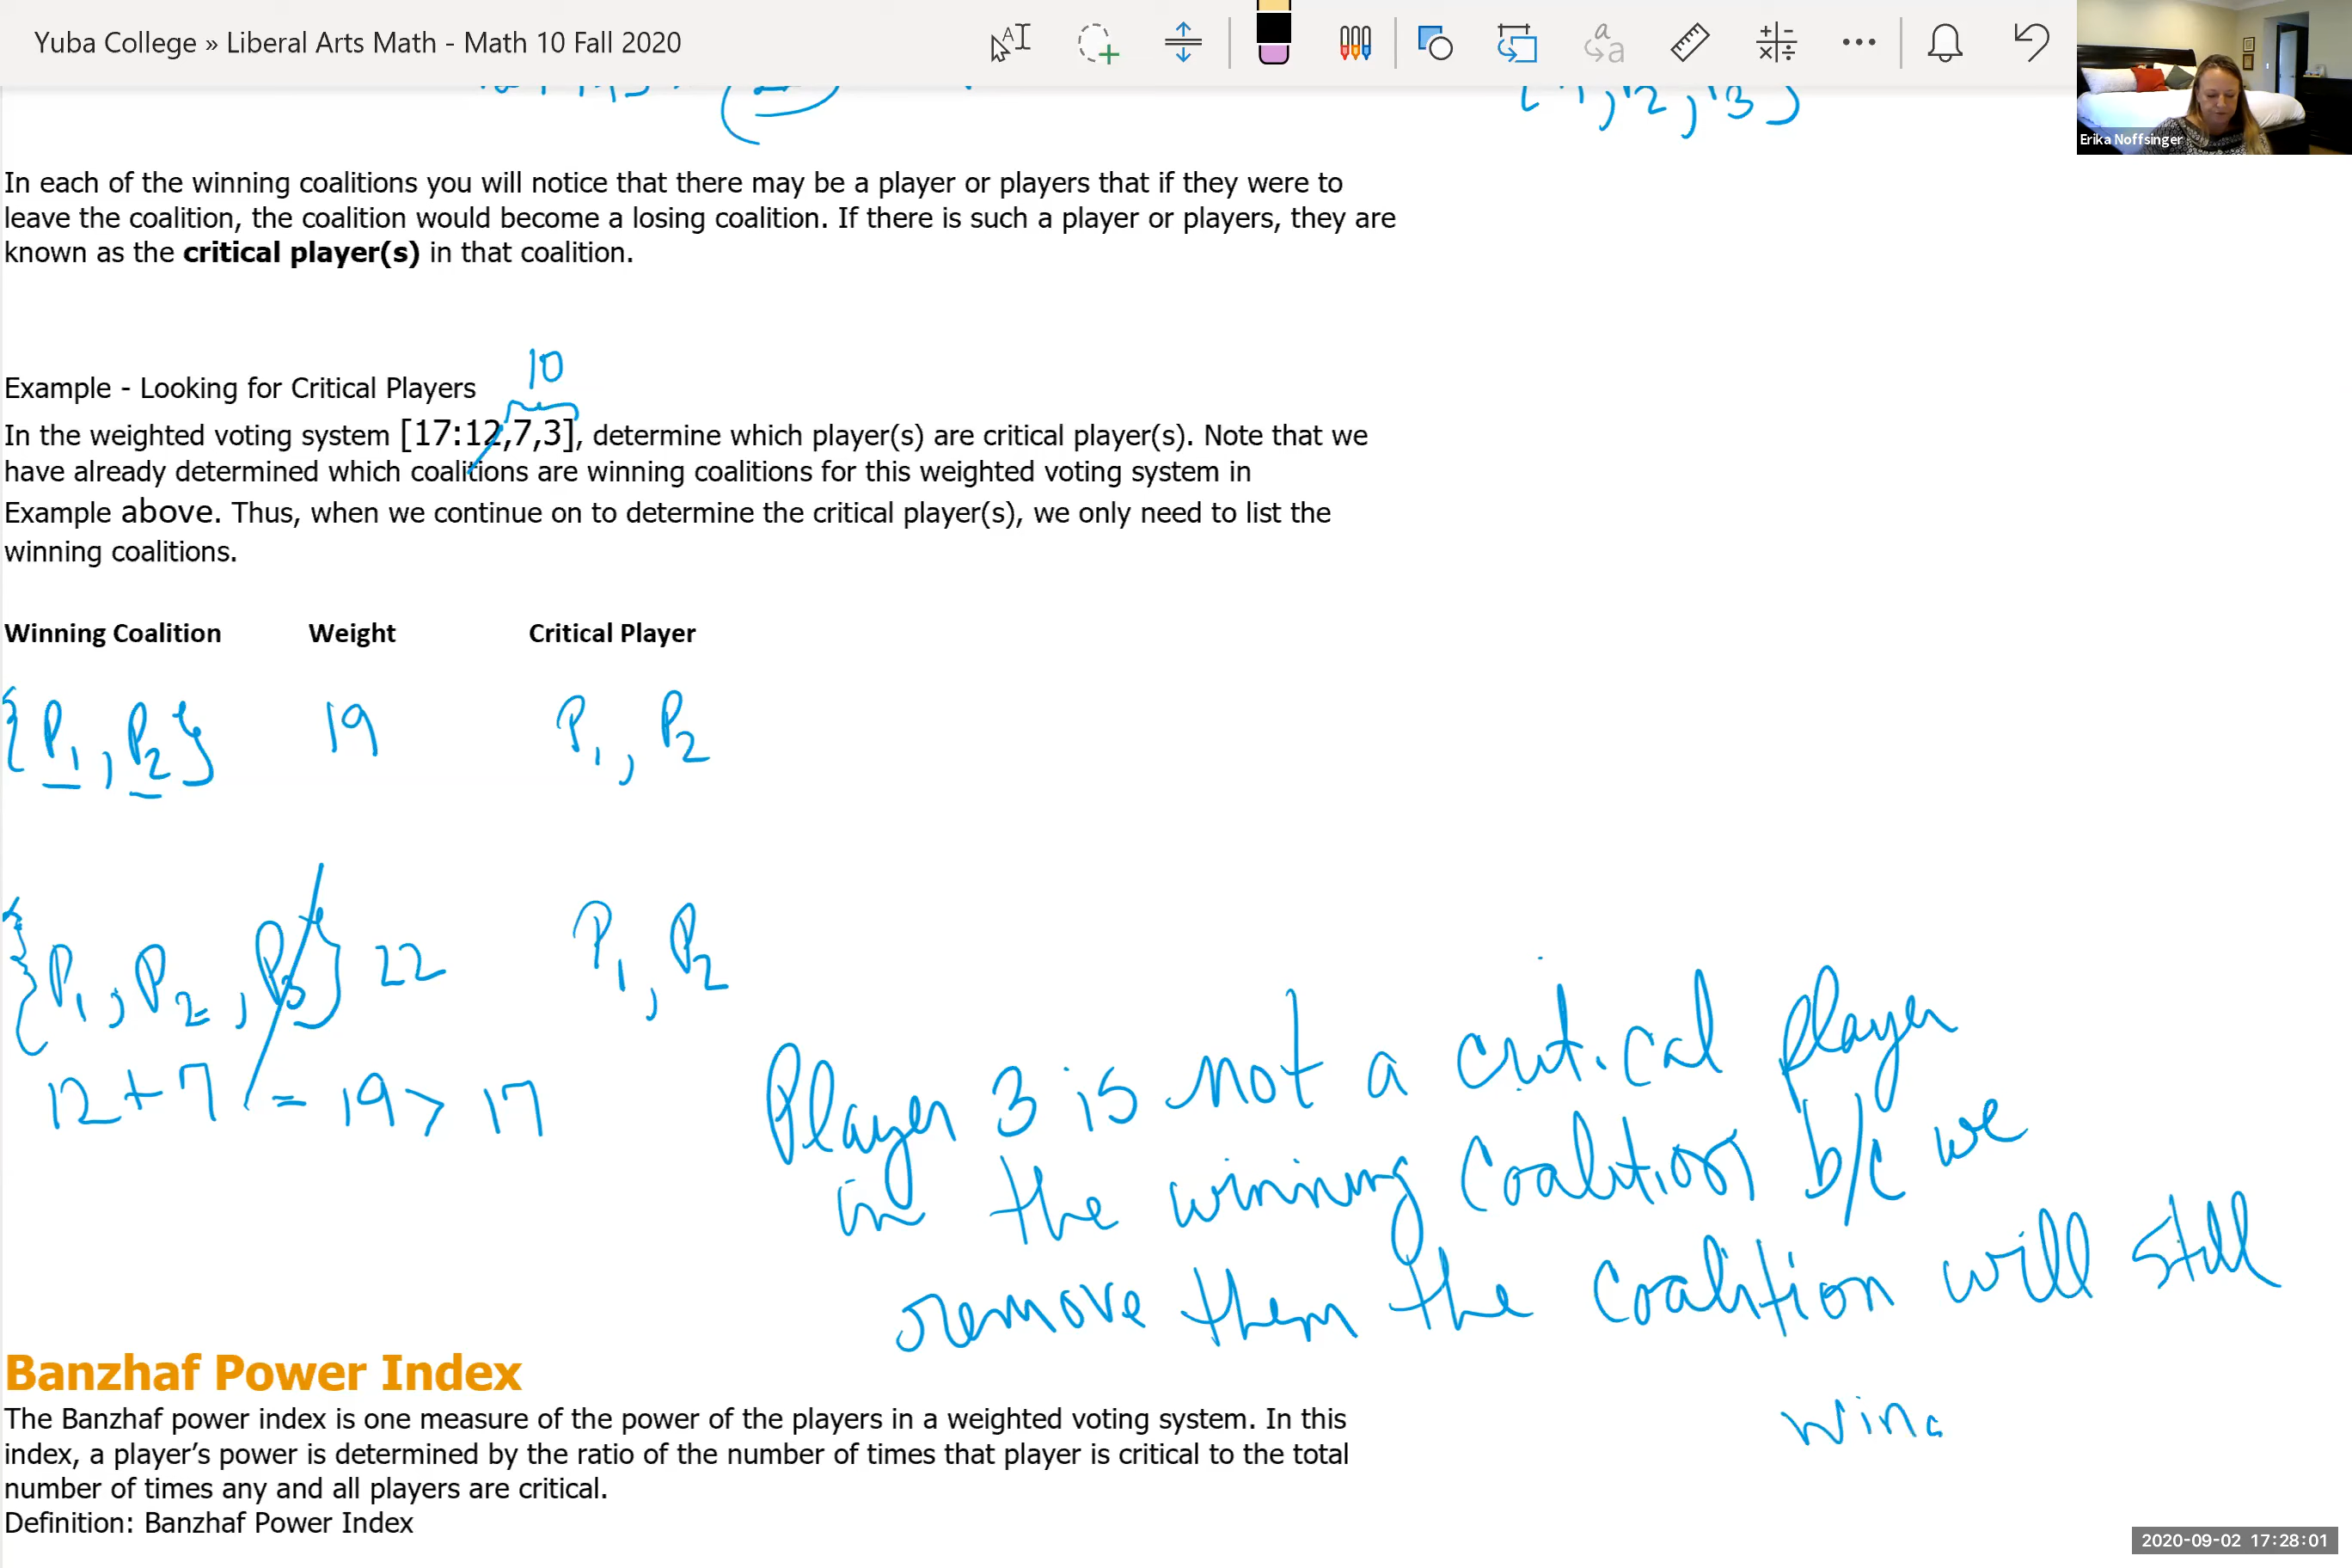 Yuba College » Liberal Arts Math - Math 10 Fall 2020
Erika Noffsinger
In each of the winning coalitions you will notice that there may be a player or players that if they were to
leave the coalition, the coalition would become a losing coalition. If there is such a player or players, they are
known as the critical player(s) in that coalition.
10
Example - Looking for Critical Players
In the weighted voting system [17:12,7,3], determine which player(s) are critical player(s). Note that we
have already determined which coalitions are winning coalitions for this weighted voting system in
Example above. Thus, when we continue on to determine the critical player(s), we only need to list the
winning coalitions.
Winning Coalition Weight Critical Player
{P1, P2} 19 P1, P2
{P1, P2, P3} 22 P1, P2
12 + 7 = 19 > 17
Player 3 is not a critical player
in the winning coalition b/c we
remove them the coalition will still
win.
Banzhaf Power Index
The Banzhaf power index is one measure of the power of the players in a weighted voting system. In this
index, a player's power is determined by the ratio of the number of times that player is critical to the total
number of times any and all players are critical.
Definition: Banzhaf Power Index
2020-09-02 17:28:01